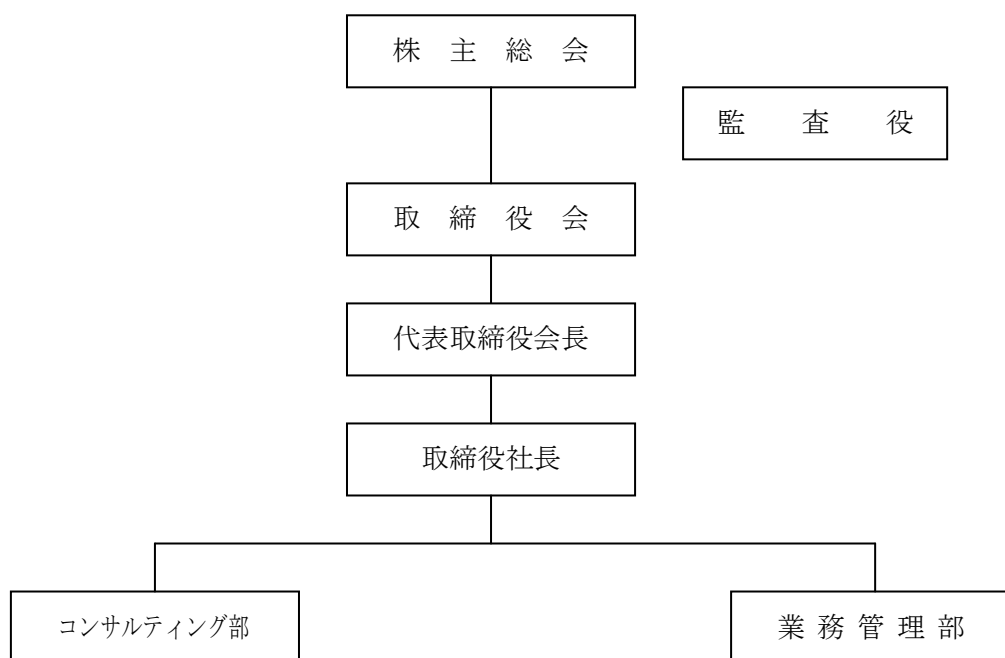 株主総会
監査役
取締役会
代表取締役会長
取締役社長
コンサルティング部
業務管理部